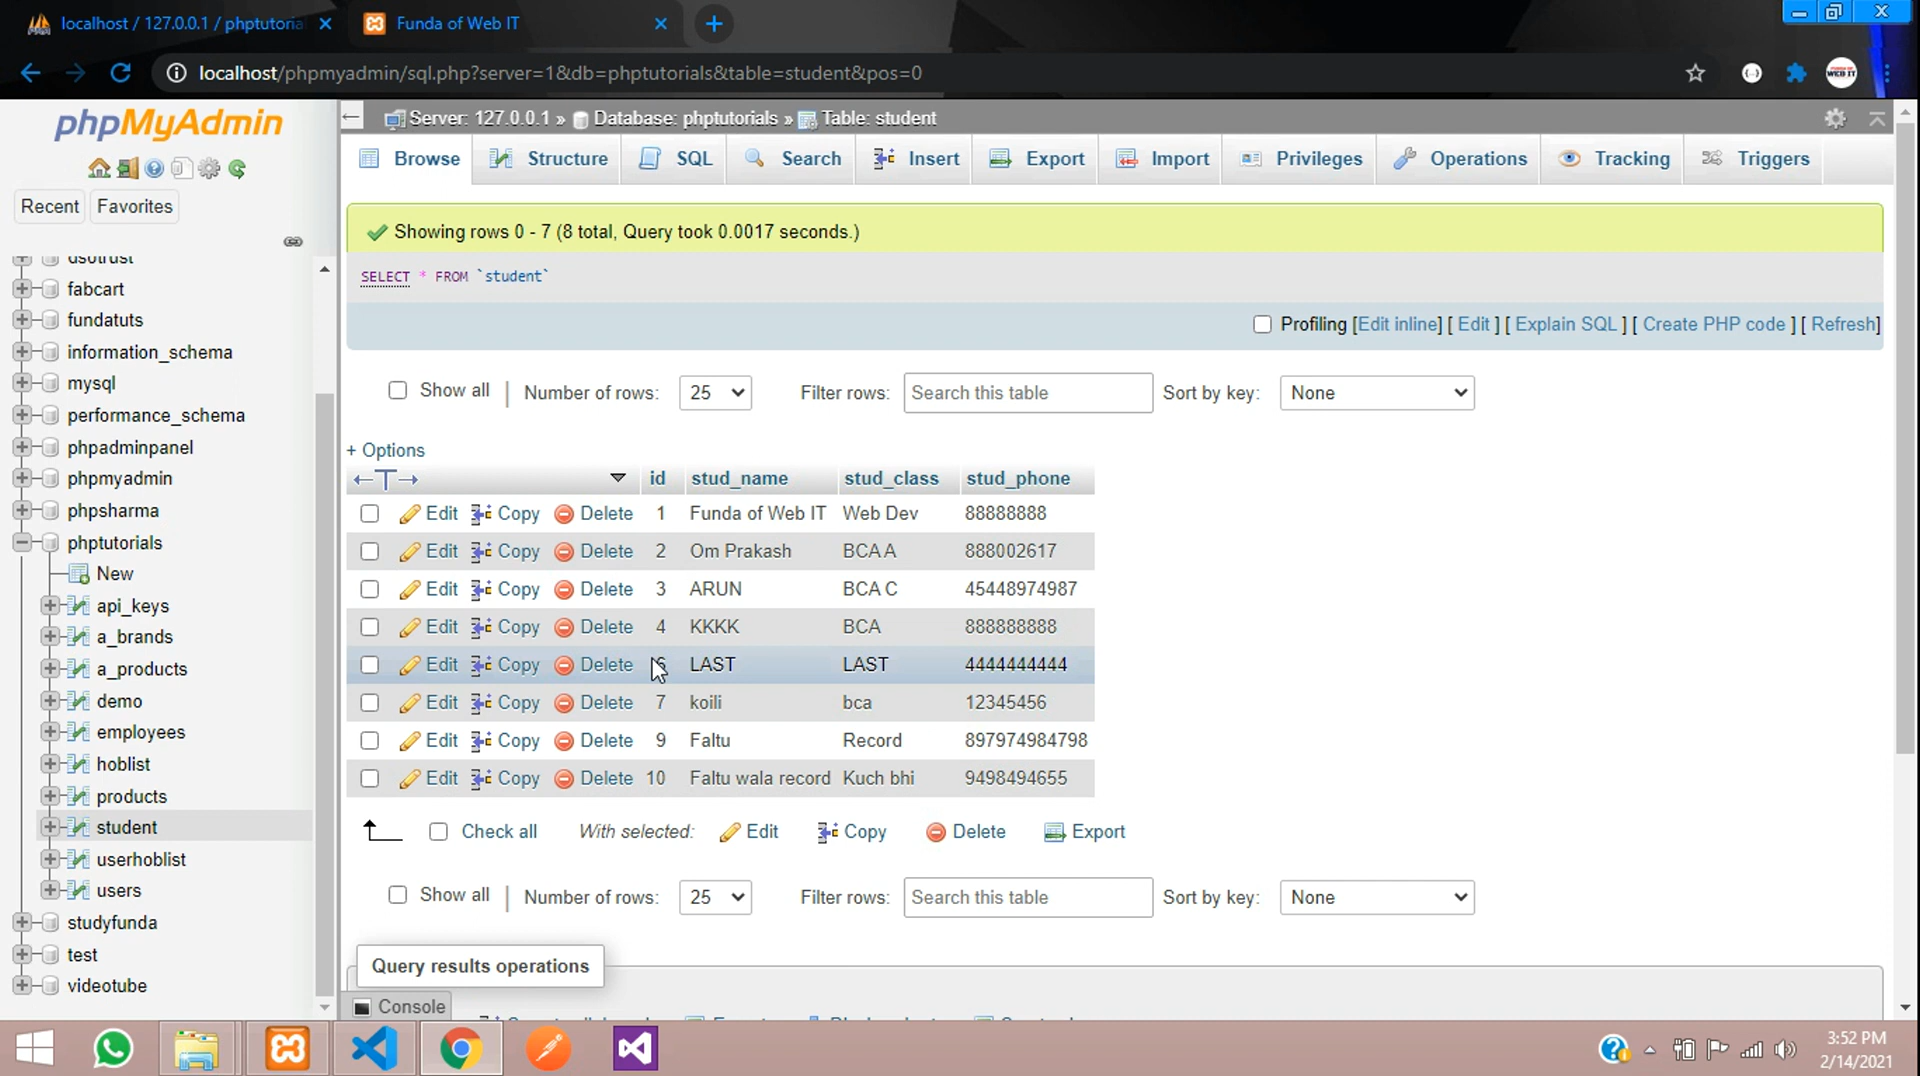 localhost / 127.0.0.1 / phptutoria
Funda of Web IT
localhost/phpmyadmin/sql.php?server=1&db=phptutorials&table=student&pos=0
WEB IT
phpMyAdmin
Recent
Favorites
fabcart
fundatuts
information_schema
mysql
performance_schema
phpadminpanel
phpmyadmin
phpsharma
phptutorials
New
api_keys
a_brands
a_products
demo
employees
hoblist
products
student
userhoblist
users
studyfunda
test
videotube
Server: 127.0.0.1 » Database: phptutorials » Table: student
Browse Structure SQL Search Insert Export Import Privileges Operations Tracking Triggers
Showing rows 0 - 7 (8 total, Query took 0.0017 seconds.)
SELECT * FROM `student`
Profiling [Edit inline] [ Edit ] [ Explain SQL ] [ Create PHP code ] [ Refresh]
Show all | Number of rows: 25 Filter rows: Search this table Sort by key: None
+ Options
←T→ id stud_name stud_class stud_phone
Edit Copy Delete 1 Funda of Web IT Web Dev 88888888
Edit Copy Delete 2 Om Prakash BCA A 888002617
Edit Copy Delete 3 ARUN BCA C 45448974987
Edit Copy Delete 4 KKKK BCA 888888888
Edit Copy Delete 6 LAST LAST 4444444444
Edit Copy Delete 7 koili bca 12345456
Edit Copy Delete 9 Faltu Record 897974984798
Edit Copy Delete 10 Faltu wala record Kuch bhi 9498494655
Check all With selected: Edit Copy Delete Export
Show all | Number of rows: 25 Filter rows: Search this table Sort by key: None
Query results operations
Console
3:52 PM
2/14/2021